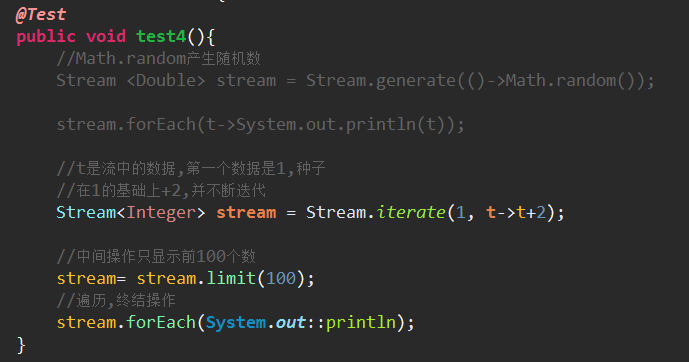 @Test
public void test4(){
//Math.random产生随机数
Stream <Double> stream = Stream.generate(()->Math.random());
stream.forEach(t->System.out.println(t));
//t是流中的数据,第一个数据是1,种子
//在1的基础上+2,并不断迭代
Stream<Integer> stream = Stream.iterate(1, t->t+2);
//中间操作只显示前100个数
stream= stream.limit(100);
//遍历,终结操作
stream.forEach(System.out::println);
}